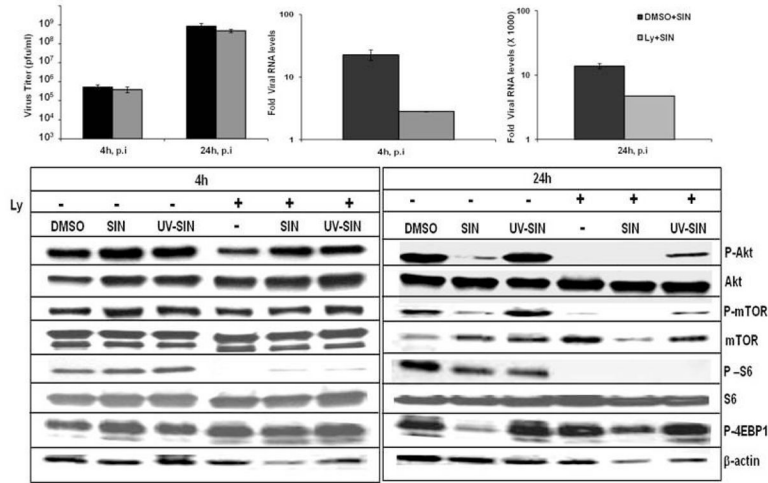 Virus Titer (pfu/ml)
10⁹
10⁸
10⁷
10⁶
10⁵
10⁴
10³
4h, p.i
24h, p.i
Fold Viral RNA levels
100
10
1
4h, p.i
Fold Viral RNA levels (X 1000)
100
10
1
24h, p.i
DMSO+SIN
Ly+SIN
4h
Ly - - - + + +
DMSO SIN UV-SIN - SIN UV-SIN
24h
- - - + + +
DMSO SIN UV-SIN - SIN UV-SIN
P-Akt
Akt
P-mTOR
mTOR
P –S6
S6
P-4EBP1
β-actin